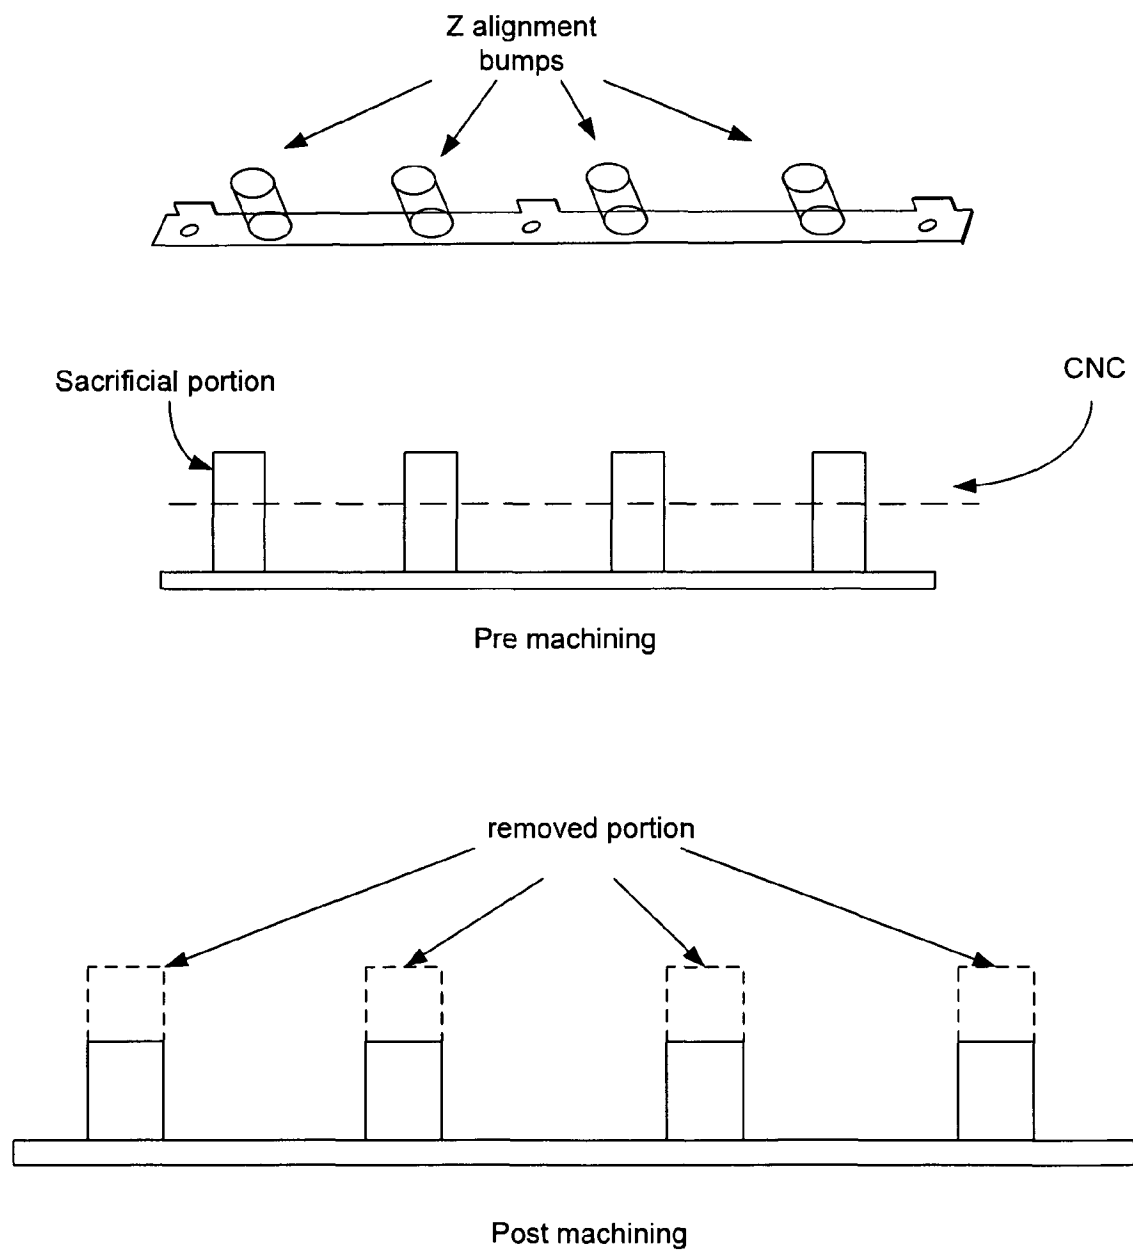 Z alignment
bumps
Sacrificial portion
CNC
Pre machining
removed portion
Post machining